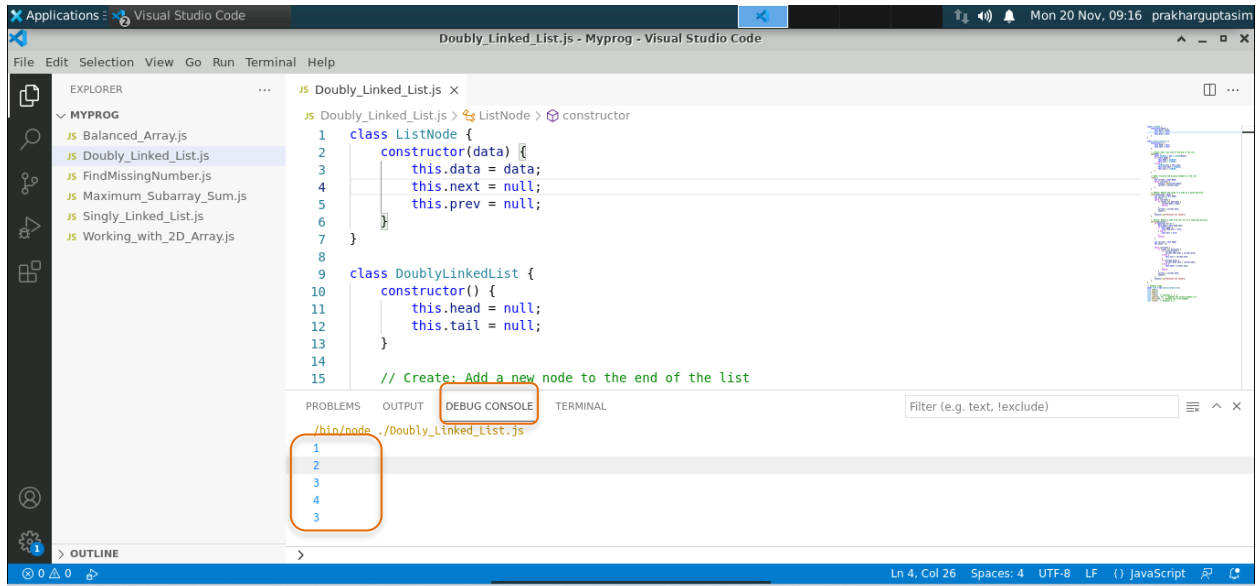 Applications Visual Studio Code Mon 20 Nov, 09:16 prakharguptasim
Doubly_Linked_List.js - Myprog - Visual Studio Code
File Edit Selection View Go Run Terminal Help
EXPLORER ···
MYPROG
JS Balanced_Array.js
JS Doubly_Linked_List.js
JS FindMissingNumber.js
JS Maximum_Subarray_Sum.js
JS Singly_Linked_List.js
JS Working_with_2D_Array.js
OUTLINE
JS Doubly_Linked_List.js ×
JS Doubly_Linked_List.js > ListNode > constructor
1 class ListNode {
2 constructor(data) {
3 this.data = data;
4 this.next = null;
5 this.prev = null;
6 }
7 }
8
9 class DoublyLinkedList {
10 constructor() {
11 this.head = null;
12 this.tail = null;
13 }
14
15 // Create: Add a new node to the end of the list
PROBLEMS OUTPUT DEBUG CONSOLE TERMINAL Filter (e.g. text, !exclude)
/bin/node ./Doubly_Linked_List.js
1
2
3
4
3
>
1
0 0 Ln 4, Col 26 Spaces: 4 UTF-8 LF {} JavaScript